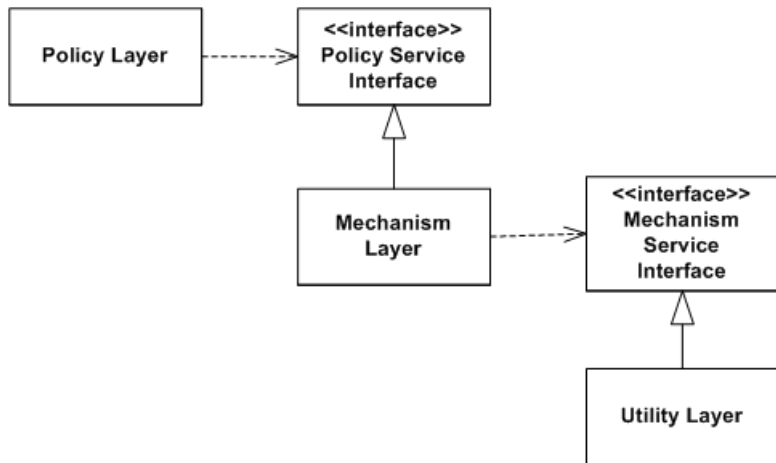 Policy Layer
<<interface>>
Policy Service
Interface
Mechanism
Layer
<<interface>>
Mechanism
Service
Interface
Utility Layer